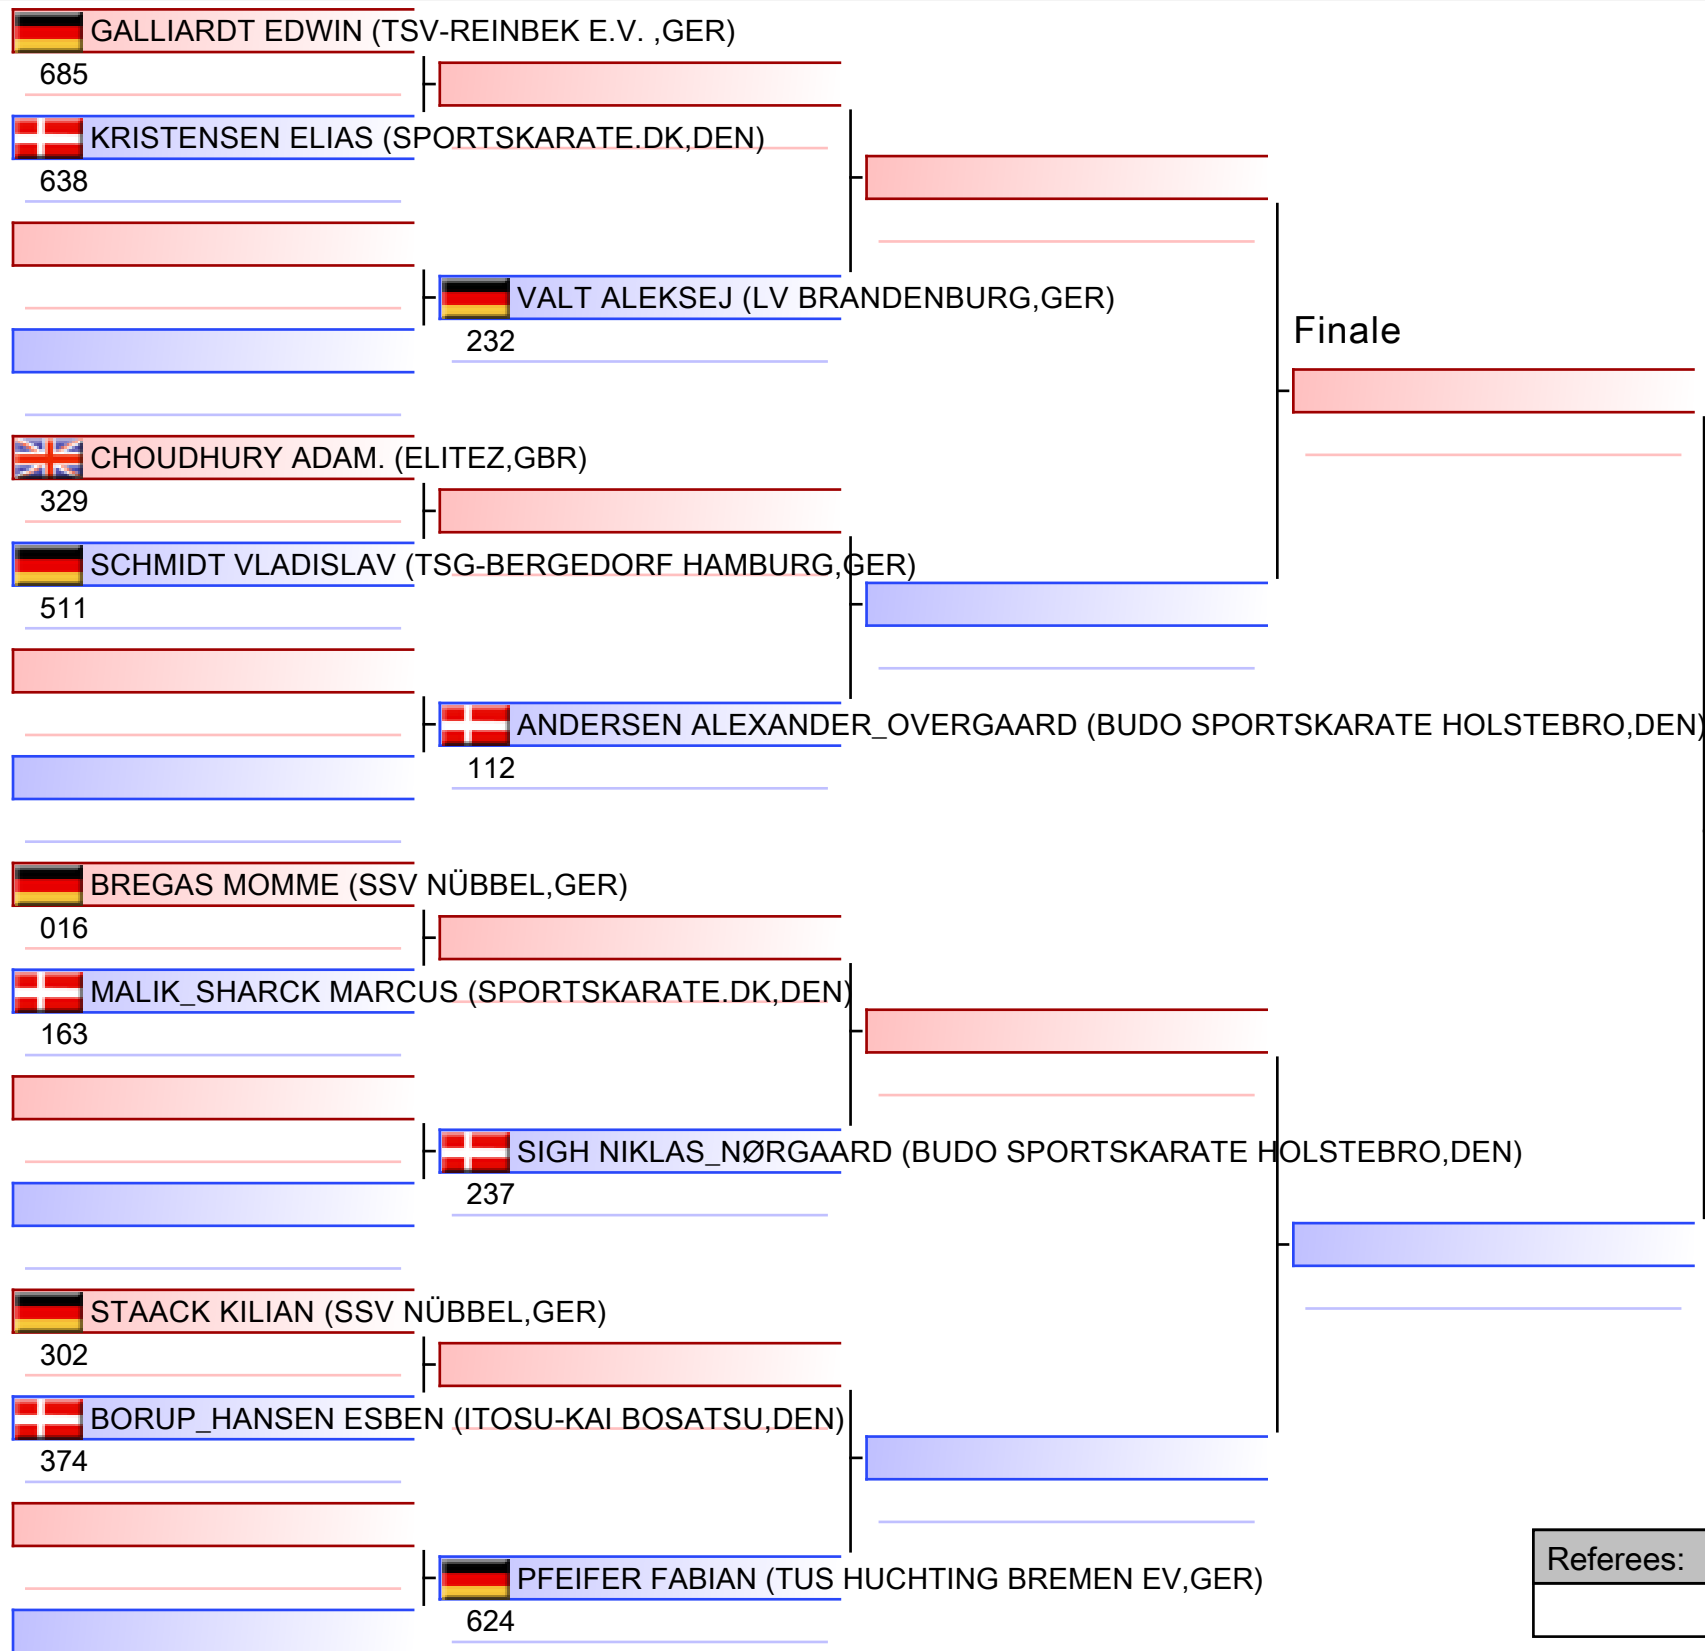 GALLIARDT EDWIN (TSV-REINBEK E.V. ,GER)
685
KRISTENSEN ELIAS (SPORTSKARATE.DK,DEN)
638
VALT ALEKSEJ (LV BRANDENBURG,GER)
232
Finale
CHOUDHURY ADAM. (ELITEZ,GBR)
329
SCHMIDT VLADISLAV (TSG-BERGEDORF HAMBURG,GER)
511
ANDERSEN ALEXANDER_OVERGAARD (BUDO SPORTSKARATE HOLSTEBRO,DEN)
112
BREGAS MOMME (SSV NÜBBEL,GER)
016
MALIK_SHARCK MARCUS (SPORTSKARATE.DK,DEN)
163
SIGH NIKLAS_NØRGAARD (BUDO SPORTSKARATE HOLSTEBRO,DEN)
237
STAACK KILIAN (SSV NÜBBEL,GER)
302
BORUP_HANSEN ESBEN (ITOSU-KAI BOSATSU,DEN)
374
PFEIFER FABIAN (TUS HUCHTING BREMEN EV,GER)
624
Referees: